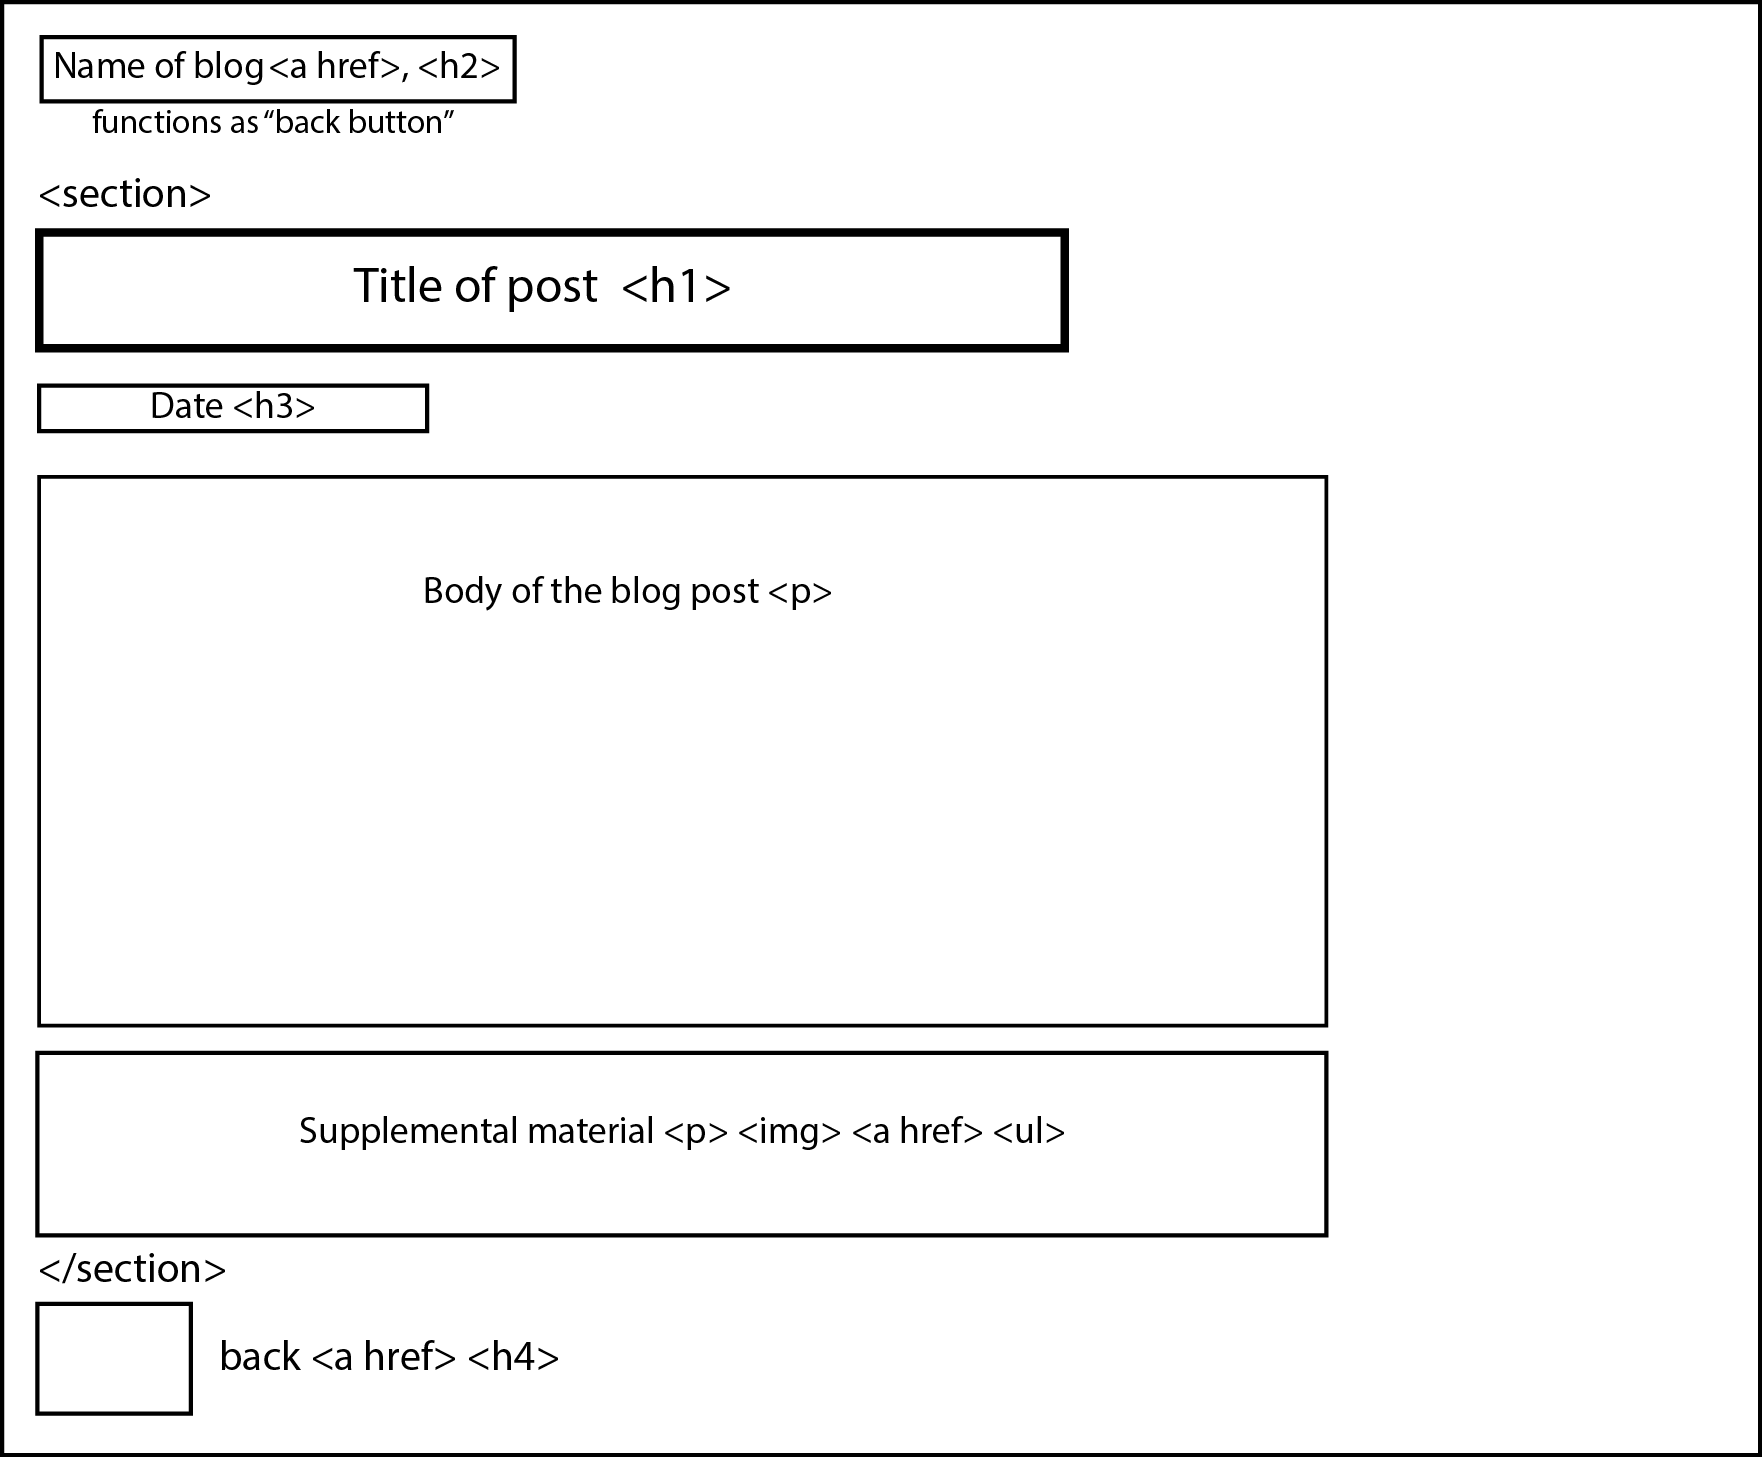 Name of blog <a href>, <h2>
functions as “back button”
<section>
Title of post <h1>
Date <h3>
Body of the blog post <p>
Supplemental material <p> <img> <a href> <ul>
</section>
back <a href> <h4>